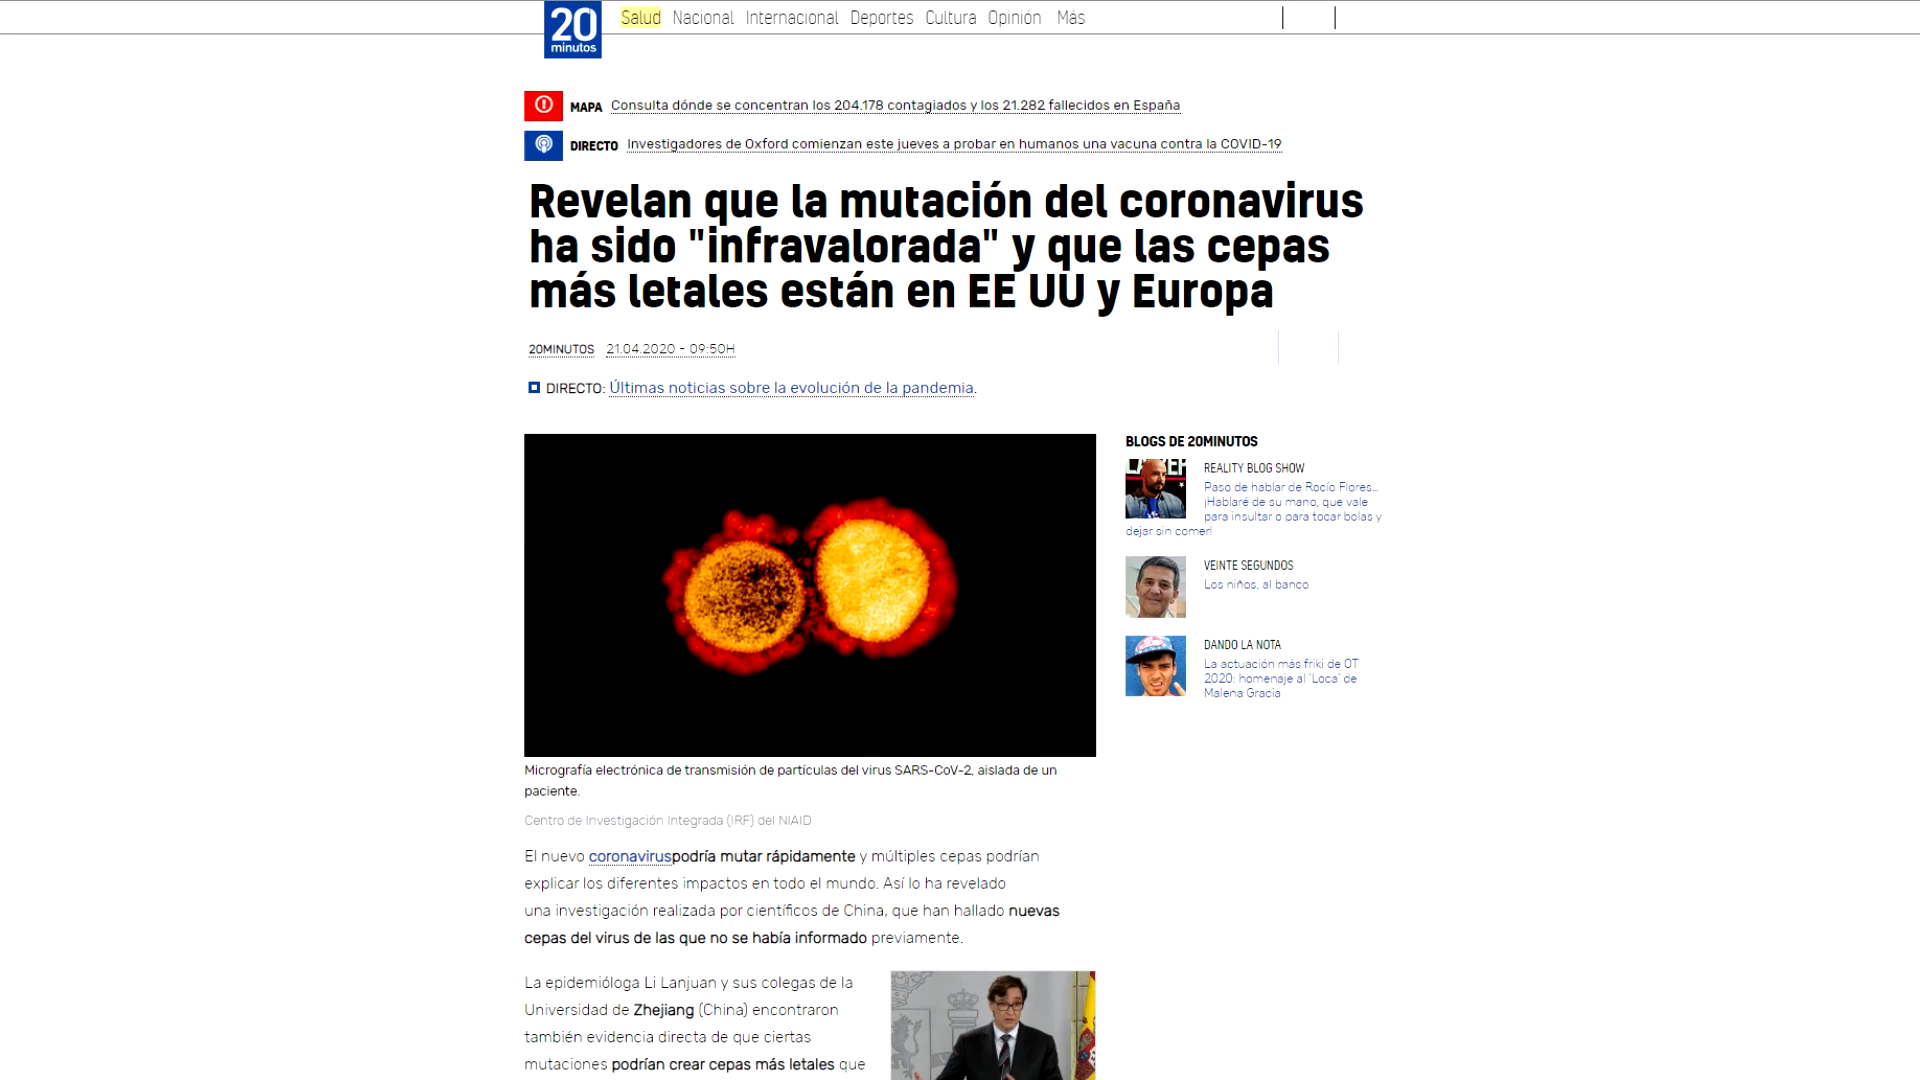 20
minutos
Salud Nacional Internacional Deportes Cultura Opinión Más
MAPA Consulta dónde se concentran los 204.178 contagiados y los 21.282 fallecidos en España
DIRECTO Investigadores de Oxford comienzan este jueves a probar en humanos una vacuna contra la COVID-19
Revelan que la mutación del coronavirus
ha sido "infravalorada" y que las cepas
más letales están en EE UU y Europa
20MINUTOS 21.04.2020 - 09:50H
DIRECTO: Últimas noticias sobre la evolución de la pandemia.
Micrografía electrónica de transmisión de partículas del virus SARS-CoV-2, aislada de un
paciente.
Centro de Investigación Integrada (IRF) del NIAID
El nuevo coronaviruspodría mutar rápidamente y múltiples cepas podrían
explicar los diferentes impactos en todo el mundo. Así lo ha revelado
una investigación realizada por científicos de China, que han hallado nuevas
cepas del virus de las que no se había informado previamente.
La epidemióloga Li Lanjuan y sus colegas de la
Universidad de Zhejiang (China) encontraron
también evidencia directa de que ciertas
mutaciones podrían crear cepas más letales que
BLOGS DE 20MINUTOS
REALITY BLOG SHOW
Paso de hablar de Rocío Flores...
¡Hablaré de su mano, que vale
para insultar o para tocar bolas y
dejar sin comer!
VEINTE SEGUNDOS
Los niños, al banco
DANDO LA NOTA
La actuación más friki de OT
2020: homenaje al 'Loca' de
Malena Gracia